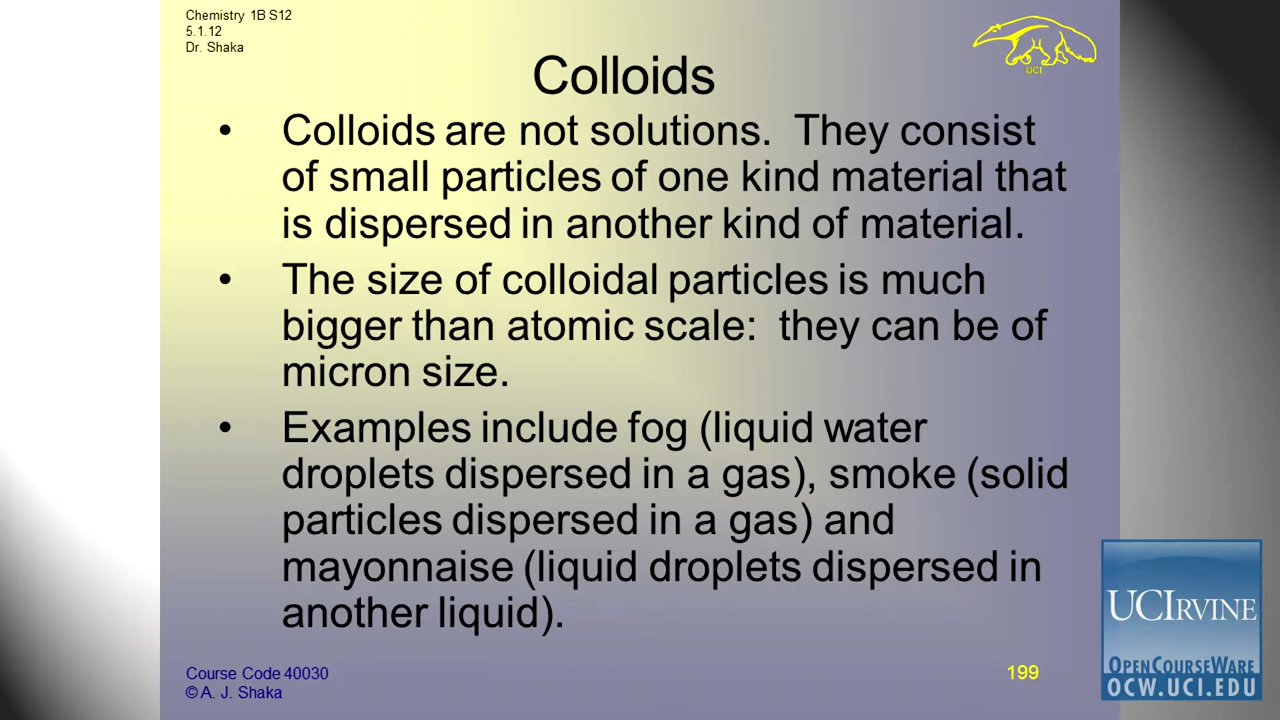 Chemistry 1B S12
5.1.12
Dr. Shaka
UCI
Colloids
• Colloids are not solutions. They consist
of small particles of one kind material that
is dispersed in another kind of material.
• The size of colloidal particles is much
bigger than atomic scale: they can be of
micron size.
• Examples include fog (liquid water
droplets dispersed in a gas), smoke (solid
particles dispersed in a gas) and
mayonnaise (liquid droplets dispersed in
another liquid).
Course Code 40030
© A. J. Shaka
199
UCIRVINE
OPENCOURSEWARE
OCW.UCI.EDU